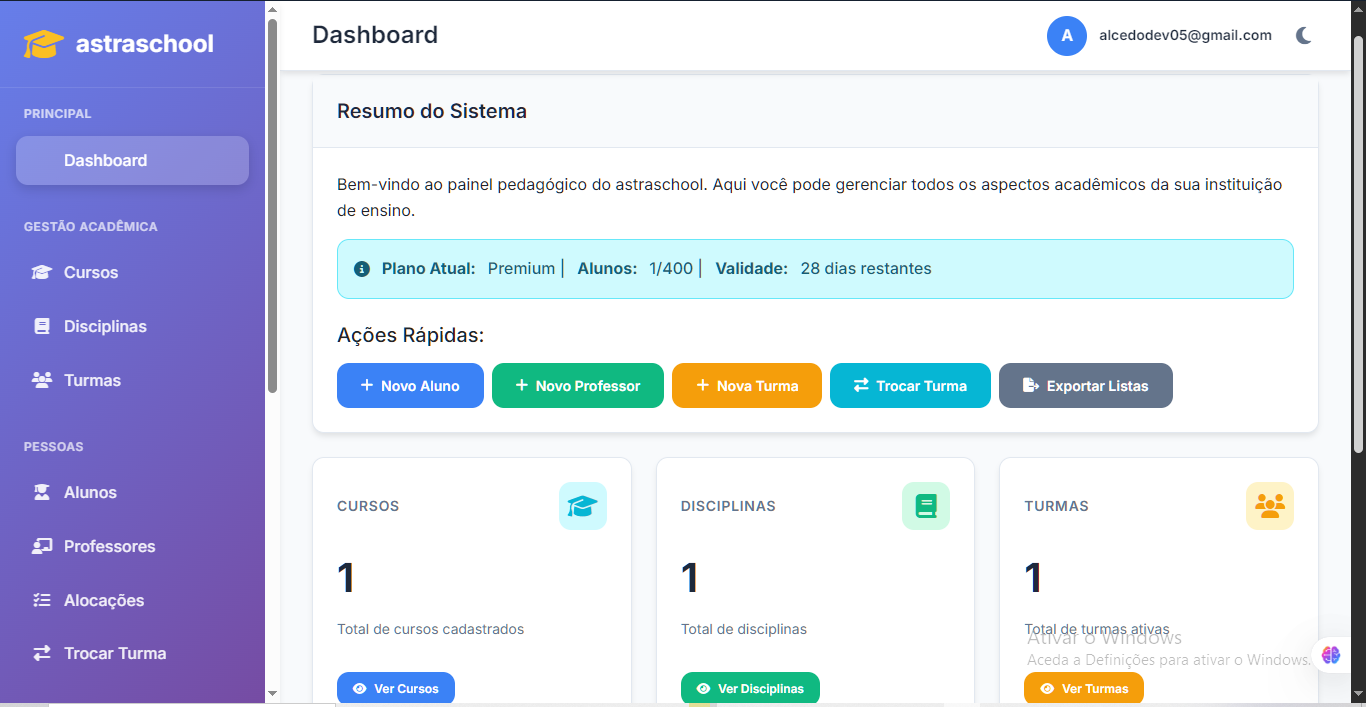 astraschool
Dashboard
A
alcedodev05@gmail.com
PRINCIPAL
Dashboard
GESTÃO ACADÊMICA
Cursos
Disciplinas
Turmas
PESSOAS
Alunos
Professores
Alocações
Trocar Turma
Resumo do Sistema
Bem-vindo ao painel pedagógico do astraschool. Aqui você pode gerenciar todos os aspectos acadêmicos da sua instituição
de ensino.
Plano Atual: Premium | Alunos: 1/400 | Validade: 28 dias restantes
Ações Rápidas:
+ Novo Aluno
+ Novo Professor
+ Nova Turma
Trocar Turma
Exportar Listas
CURSOS
1
Total de cursos cadastrados
Ver Cursos
DISCIPLINAS
1
Total de disciplinas
Ver Disciplinas
TURMAS
1
Total de turmas ativas
Ver Turmas
Ativar o Windows
Aceda a Definições para ativar o Windows.